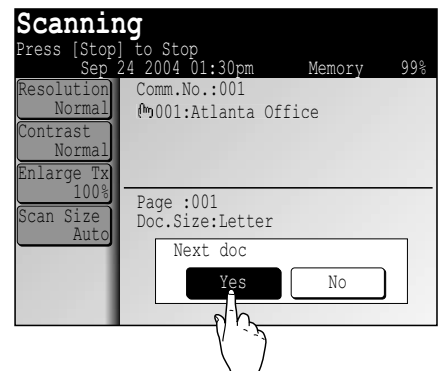 Scanning
Press [Stop] to Stop
Sep 24 2004 01:30pm Memory 99%
Resolution
Normal
Contrast
Normal
Enlarge Tx
100%
Scan Size
Auto
Comm.No.:001
001:Atlanta Office
Page :001
Doc.Size:Letter
Next doc
Yes No